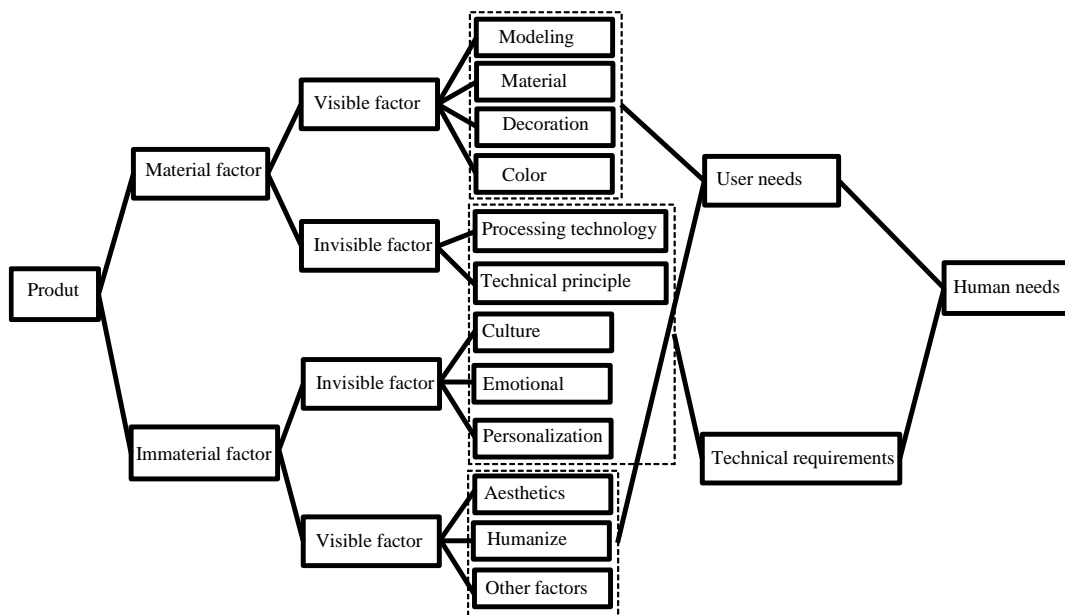 Produt
Material factor
Immaterial factor
Visible factor
Invisible factor
Invisible factor
Visible factor
Modeling
Material
Decoration
Color
Processing technology
Technical principle
Culture
Emotional
Personalization
Aesthetics
Humanize
Other factors
User needs
Technical requirements
Human needs